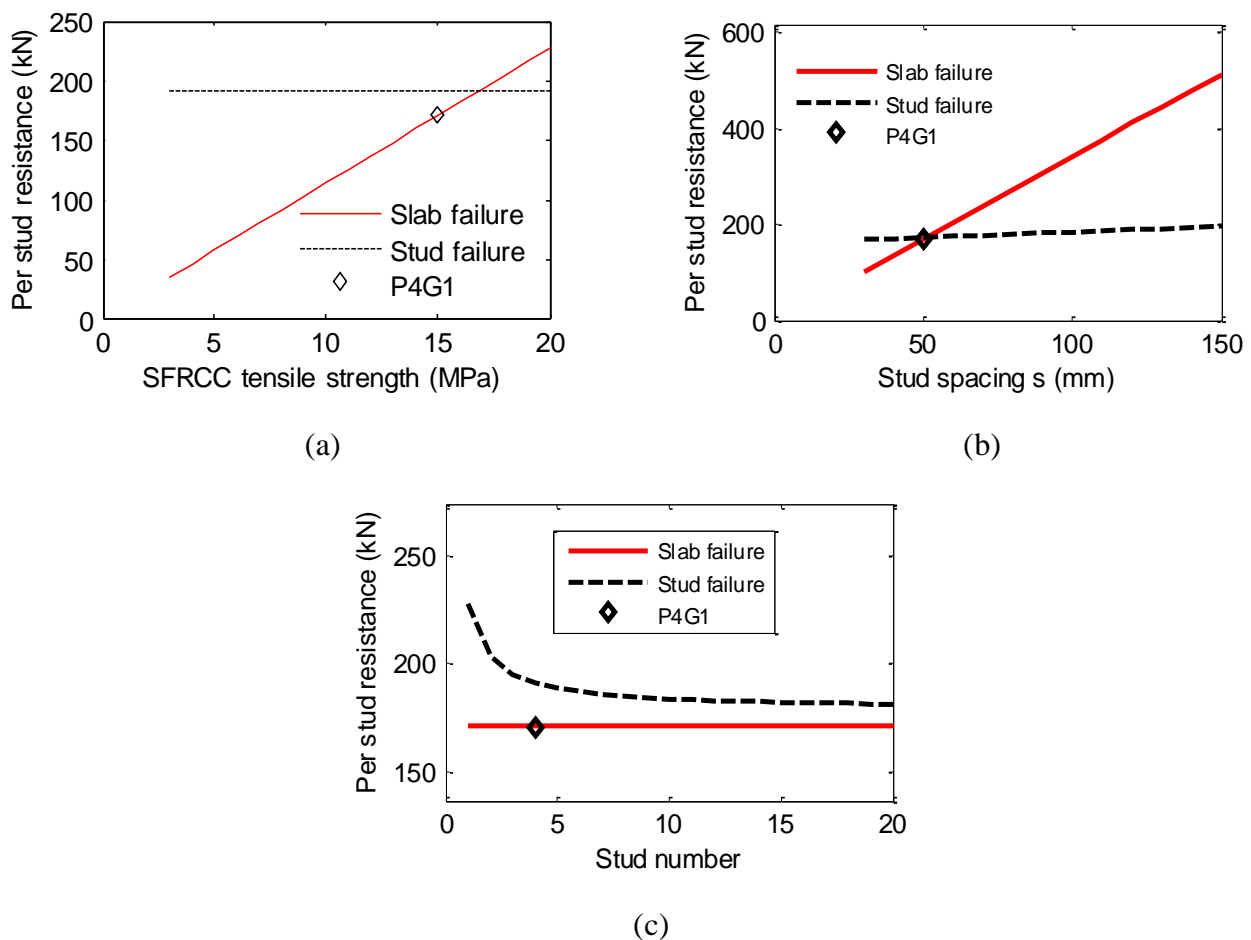 250
200
150
100
50
0
Per stud resistance (kN)
Slab failure
Stud failure
P4G1
0 5 10 15 20
SFRCC tensile strength (MPa)
(a)
600
400
200
0
Per stud resistance (kN)
Slab failure
Stud failure
P4G1
0 50 100 150
Stud spacing s (mm)
(b)
250
200
150
Per stud resistance (kN)
Slab failure
Stud failure
P4G1
0 5 10 15 20
Stud number
(c)